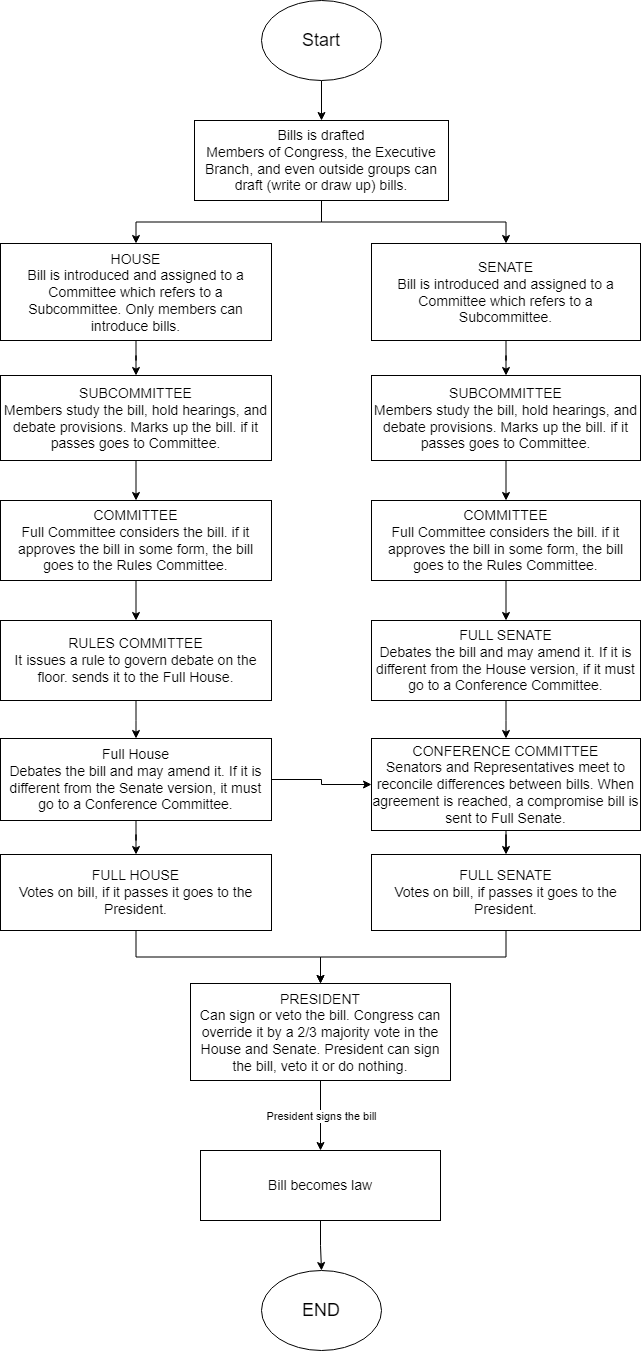 Start
Bills is drafted
Members of Congress, the Executive
Branch, and even outside groups can
draft (write or draw up) bills.
HOUSE
Bill is introduced and assigned to a
Committee which refers to a
Subcommittee. Only members can
introduce bills.
SENATE
Bill is introduced and assigned to a
Committee which refers to a
Subcommittee.
SUBCOMMITTEE
Members study the bill, hold hearings, and
debate provisions. Marks up the bill. if it
passes goes to Committee.
SUBCOMMITTEE
Members study the bill, hold hearings, and
debate provisions. Marks up the bill. if it
passes goes to Committee.
COMMITTEE
Full Committee considers the bill. if it
approves the bill in some form, the bill
goes to the Rules Committee.
COMMITTEE
Full Committee considers the bill. if it
approves the bill in some form, the bill
goes to the Rules Committee.
RULES COMMITTEE
It issues a rule to govern debate on the
floor. sends it to the Full House.
FULL SENATE
Debates the bill and may amend it. If it is
different from the House version, if it must
go to a Conference Committee.
Full House
Debates the bill and may amend it. If it is
different from the Senate version, it must
go to a Conference Committee.
CONFERENCE COMMITTEE
Senators and Representatives meet to
reconcile differences between bills. When
agreement is reached, a compromise bill is
sent to Full Senate.
FULL HOUSE
Votes on bill, if it passes it goes to the
President.
FULL SENATE
Votes on bill, if passes it goes to the
President.
PRESIDENT
Can sign or veto the bill. Congress can
override it by a 2/3 majority vote in the
House and Senate. President can sign
the bill, veto it or do nothing.
President signs the bill
Bill becomes law
END